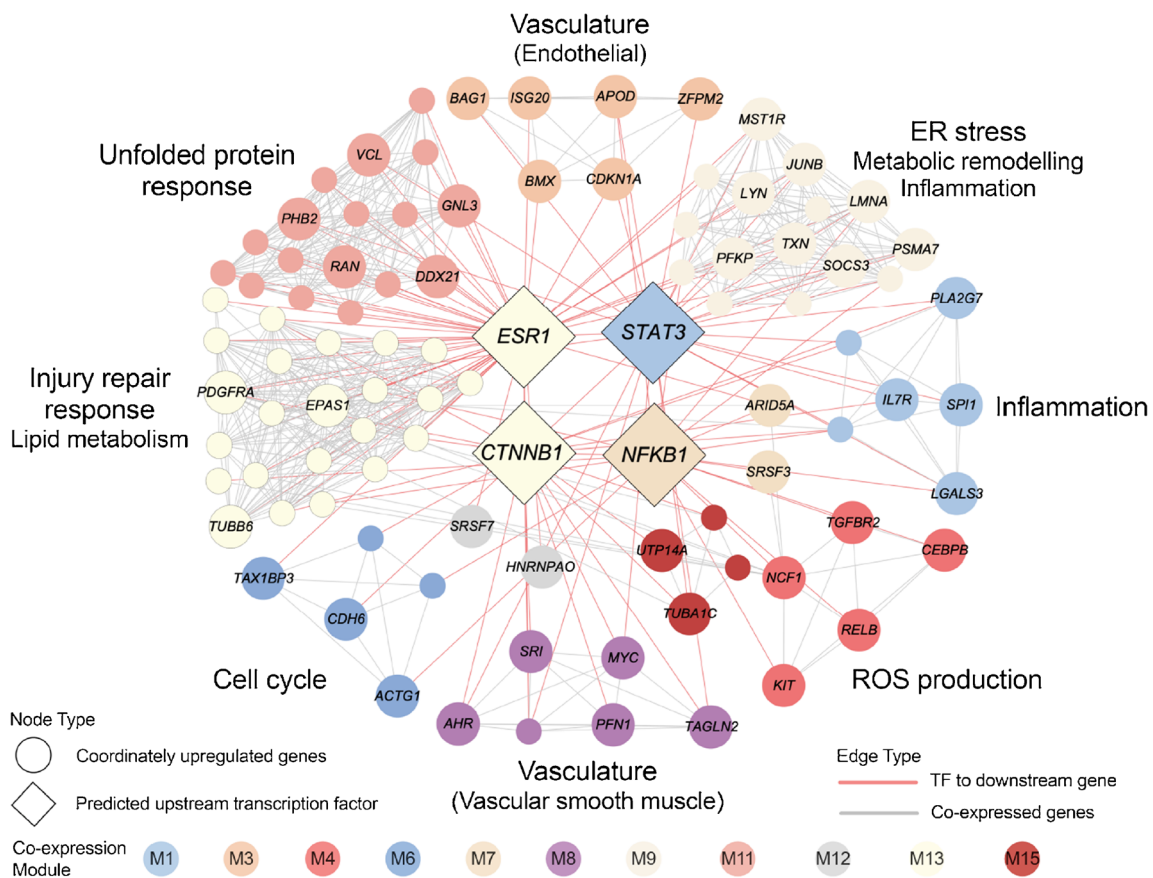 Vasculature
(Endothelial)
BAG1
ISG20
APOD
ZFPM2
BMX
CDKN1A
Unfolded protein
response
VCL
GNL3
PHB2
RAN
DDX21
ER stress
Metabolic remodelling
Inflammation
MST1R
JUNB
LYN
LMNA
TXN
PSMA7
PFKP
SOCS3
ESR1
STAT3
CTNNB1
NFKB1
Injury repair
response
Lipid metabolism
PDGFRA
EPAS1
TUBB6
PLA2G7
IL7R
SPI1
LGALS3
Inflammation
ARID5A
SRSF3
SRSF7
HNRNPAO
UTP14A
TUBA1C
TGFBR2
CEBPB
NCF1
RELB
KIT
ROS production
TAX1BP3
CDH6
ACTG1
Cell cycle
SRI
MYC
AHR
PFN1
TAGLN2
Vasculature
(Vascular smooth muscle)
Node Type
Coordinately upregulated genes
Predicted upstream transcription factor
Edge Type
TF to downstream gene
Co-expressed genes
Co-expression
Module
M1 M3 M4 M6 M7 M8 M9 M11 M12 M13 M15